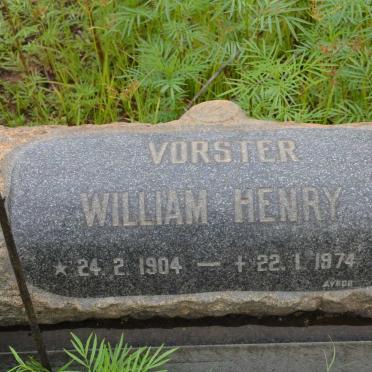 VORSTER
WILLIAM HENRY
★ 24. 2. 1904 — + 22. 1. 1974